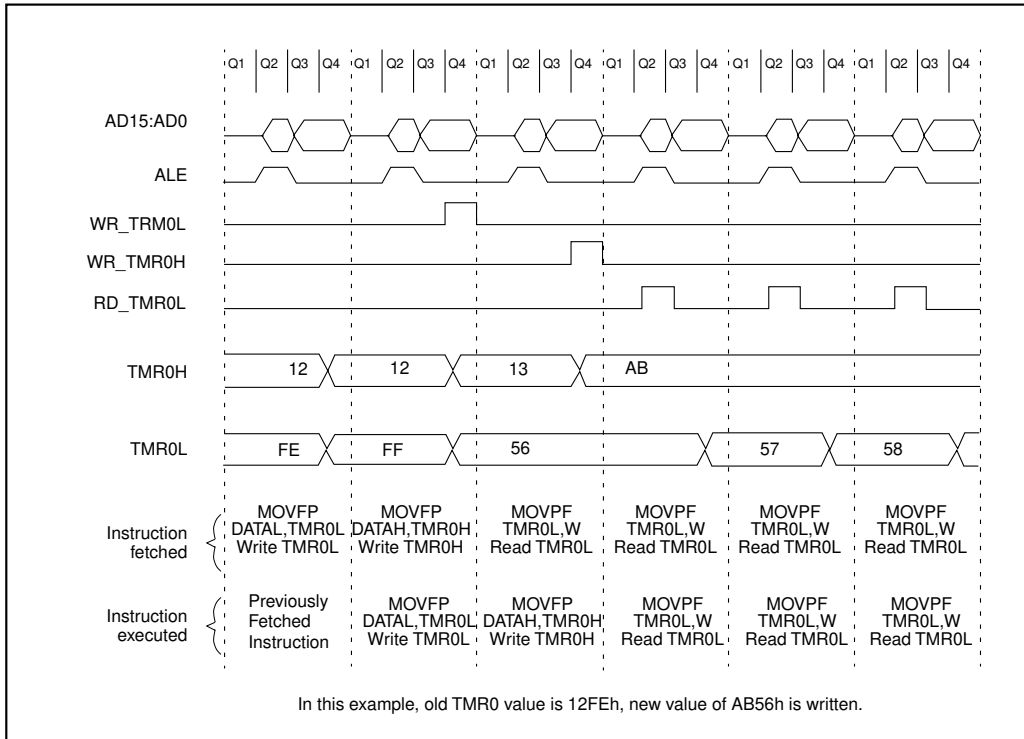 Q1 Q2 Q3 Q4 Q1 Q2 Q3 Q4 Q1 Q2 Q3 Q4 Q1 Q2 Q3 Q4 Q1 Q2 Q3 Q4 Q1 Q2 Q3 Q4
AD15:AD0
ALE
WR_TRM0L
WR_TMR0H
RD_TMR0L
TMR0H 12 12 13 AB
TMR0L FE FF 56 57 58
Instruction
fetched
MOVFP
DATAL,TMR0L
Write TMR0L
MOVFP
DATAH,TMR0H
Write TMR0H
MOVPF
TMR0L,W
Read TMR0L
MOVPF
TMR0L,W
Read TMR0L
MOVPF
TMR0L,W
Read TMR0L
MOVPF
TMR0L,W
Read TMR0L
Instruction
executed
Previously
Fetched
Instruction
MOVFP
DATAL,TMR0L
Write TMR0L
MOVFP
DATAH,TMR0H
Write TMR0H
MOVPF
TMR0L,W
Read TMR0L
MOVPF
TMR0L,W
Read TMR0L
MOVPF
TMR0L,W
Read TMR0L
In this example, old TMR0 value is 12FEh, new value of AB56h is written.